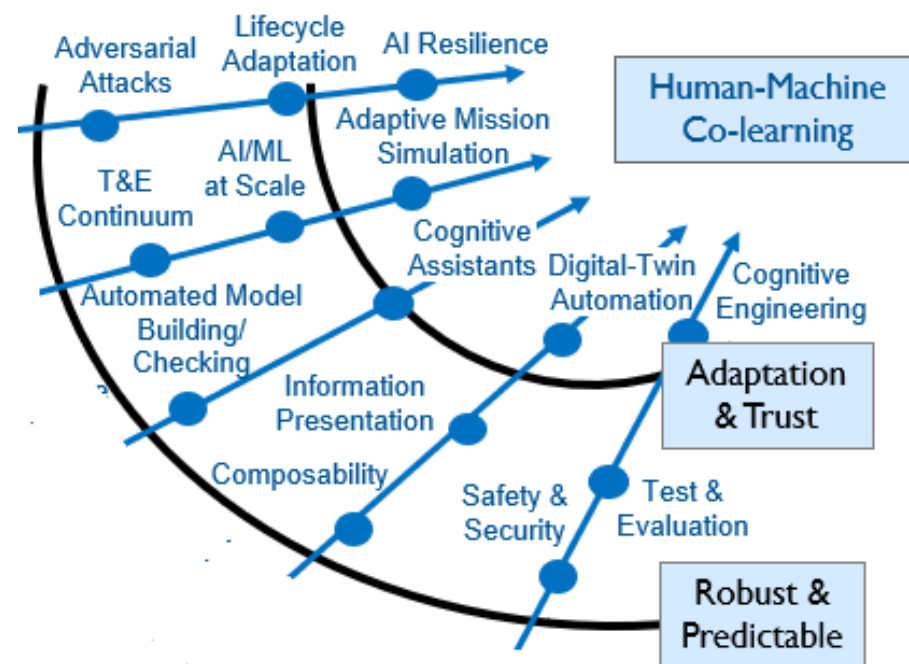 Adversarial
Attacks
Lifecycle
Adaptation
AI Resilience
Human-Machine
Co-learning
T&E
Continuum
AI/ML
at Scale
Adaptive Mission
Simulation
Automated Model
Building/
Checking
Cognitive
Assistants
Digital-Twin
Automation
Cognitive
Engineering
Information
Presentation
Adaptation
& Trust
Composability
Safety &
Security
Test &
Evaluation
Robust &
Predictable